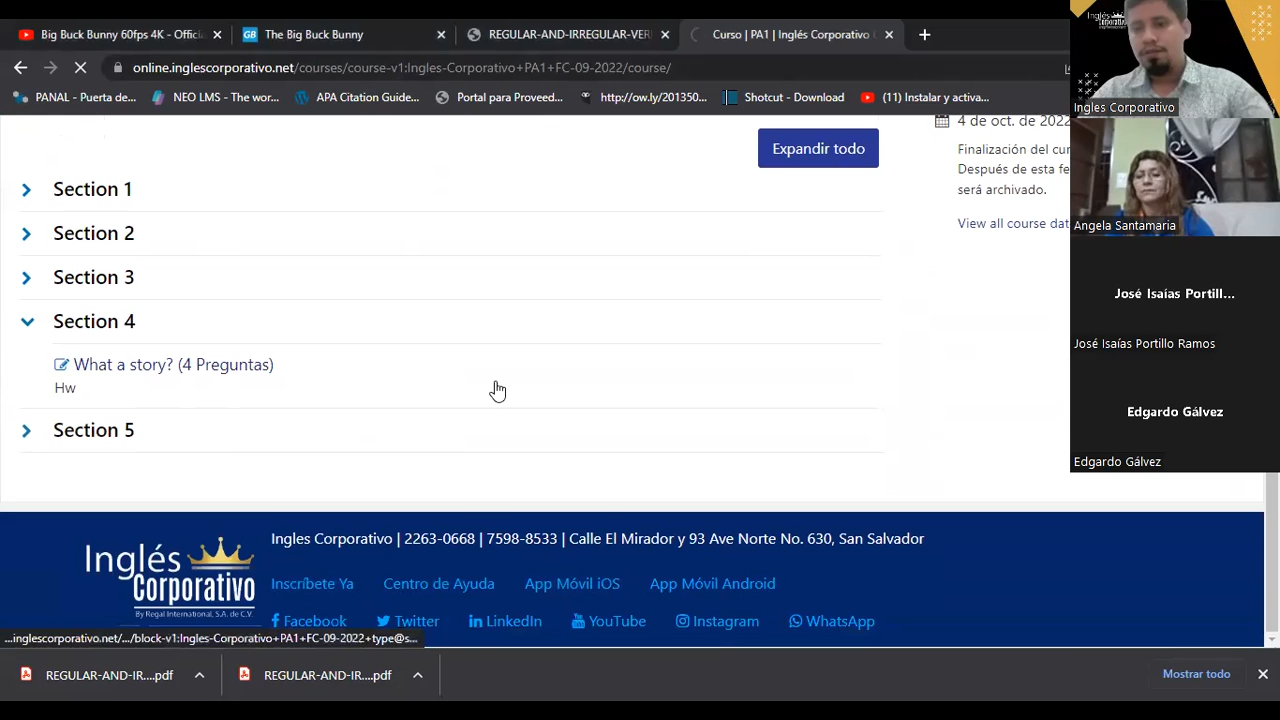 Big Buck Bunny 60fps 4K - Offici
The Big Buck Bunny
REGULAR-AND-IRREGULAR-VER
Curso | PA1 | Inglés Corporativo
online.inglescorporativo.net/courses/course-v1:Ingles-Corporativo+PA1+FC-09-2022/course/
PANAL - Puerta de...
NEO LMS - The wor...
APA Citation
Portal para Proveed...
http://ow.ly/201350...
Shotcut - Download
(11) Instalar y activa...
Expandir todo
4 de oct. de 2022
Finalización del cur
Después de esta fe
será archivado.
View all course dat
Section 1
Section 2
Section 3
Section 4
What a story? (4 Preguntas)
Hw
Section 5
Inglés
Corporativo
By Regal International, S.A. de C.V.
Ingles Corporativo | 2263-0668 | 7598-8533 | Calle El Mirador y 93 Ave Norte No. 630, San Salvador
Inscríbete Ya
Centro de Ayuda
App Móvil iOS
App Móvil Android
Facebook
Twitter
LinkedIn
YouTube
Instagram
WhatsApp
...inglescorporativo.net/.../block-v1:Ingles-Corporativo+PA1+FC-09-2022+type@s...
REGULAR-AND-IR....pdf
REGULAR-AND-IR....pdf
Mostrar todo
Ingles Corporativo
Angela Santamaria
José Isaías Portill...
José Isaías Portillo Ramos
Edgardo Gálvez
Edgardo Gálvez